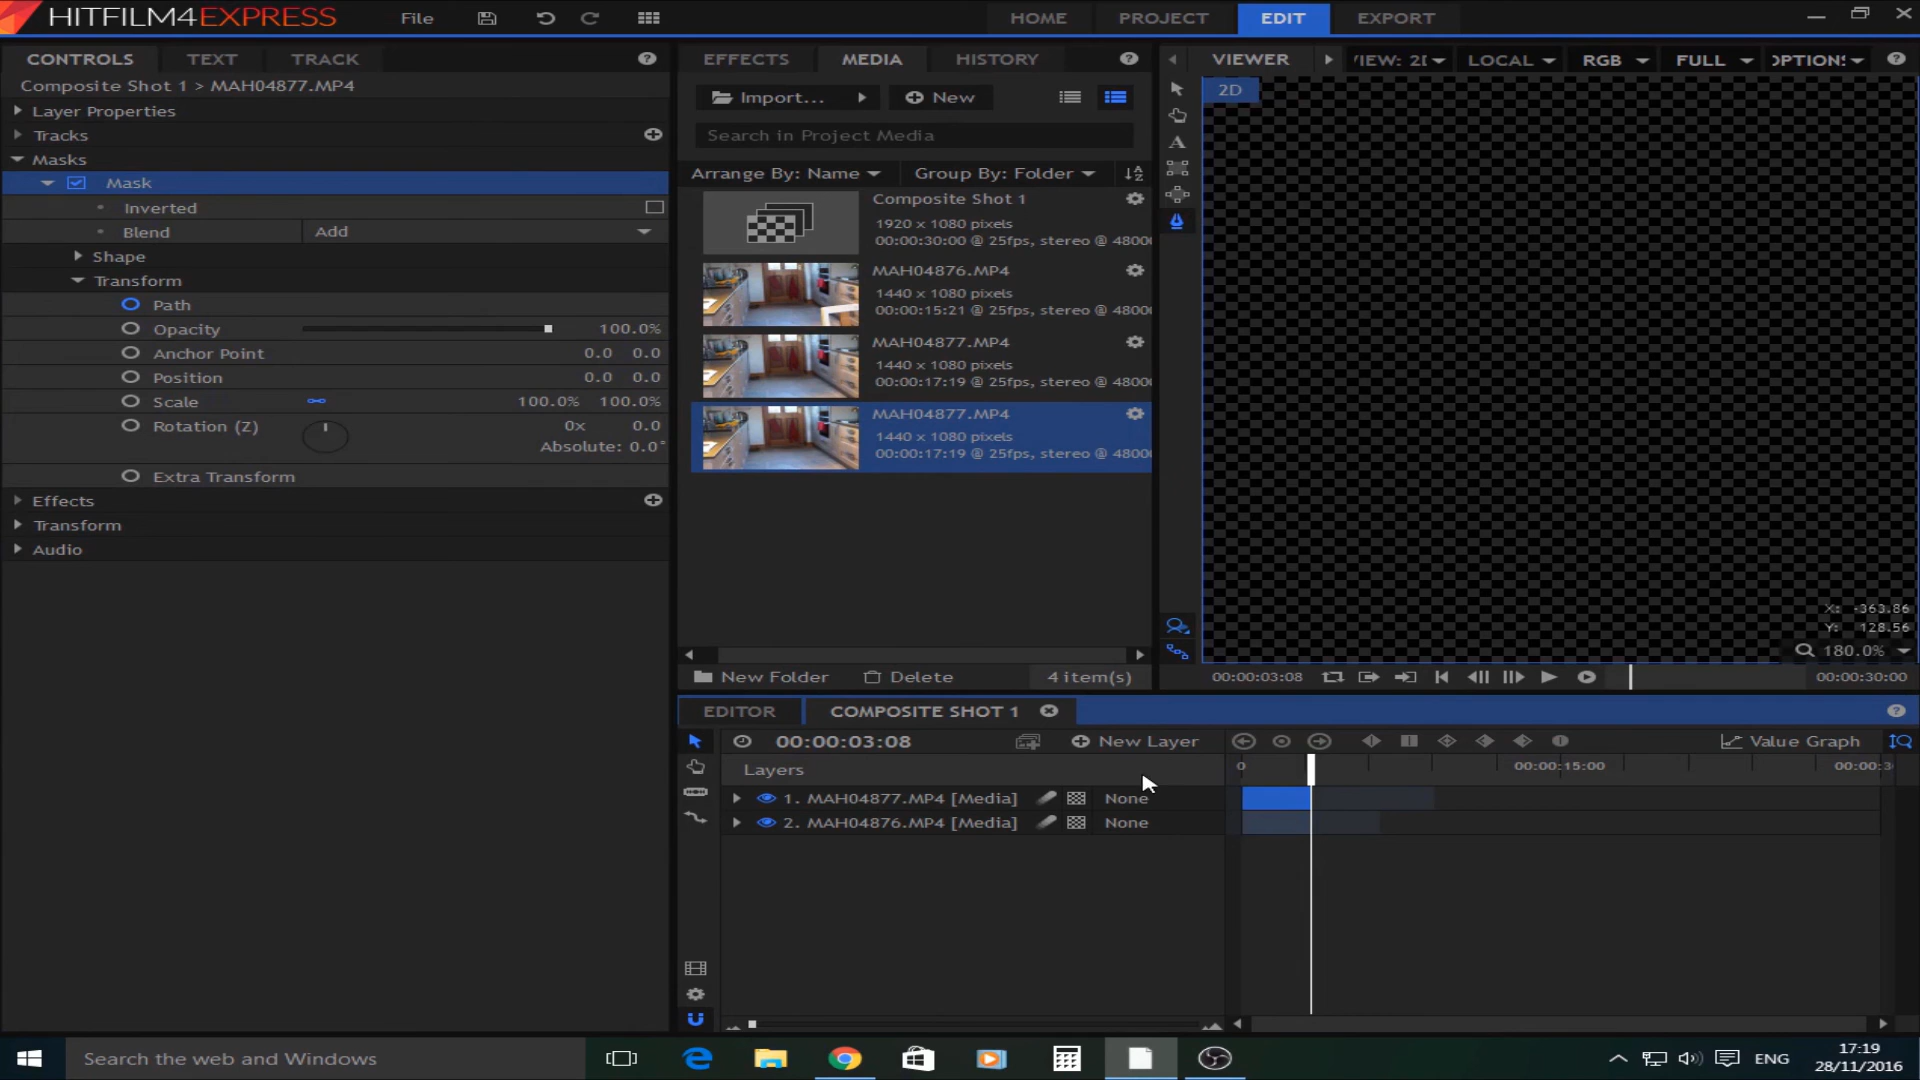 HITFILM4EXPRESS
File
HOME
PROJECT
EDIT
EXPORT
CONTROLS
TEXT
TRACK
Composite Shot 1 > MAH04877.MP4
Layer Properties
Tracks
Masks
Mask
Inverted
Blend
Add
Shape
Transform
Path
Opacity
100.0%
Anchor Point
0.0 0.0
Position
0.0 0.0
Scale
100.0% 100.0%
Rotation (Z)
0x 0.0
Absolute: 0.0°
Extra Transform
Effects
Transform
Audio
EFFECTS
MEDIA
HISTORY
Import...
New
Search in Project Media
Arrange By: Name
Group By: Folder
Composite Shot 1
1920 x 1080 pixels
00:00:30:00 @ 25fps, stereo @ 4800
MAH04876.MP4
1440 x 1080 pixels
00:00:15:21 @ 25fps, stereo @ 4800
MAH04877.MP4
1440 x 1080 pixels
00:00:17:19 @ 25fps, stereo @ 4800
MAH04877.MP4
1440 x 1080 pixels
00:00:17:19 @ 25fps, stereo @ 4800
New Folder
Delete
4 item(s)
VIEWER
LOCAL
RGB
FULL
2D
X: -363.86
Y: 128.56
180.0%
00:00:03:08
00:00:30:00
EDITOR
COMPOSITE SHOT 1
00:00:03:08
New Layer
Value Graph
Layers
0
00:00:15:00
00:00:3
1. MAH04877.MP4 [Media]
None
2. MAH04876.MP4 [Media]
None
Search the web and Windows
ENG
17:19
28/11/2016